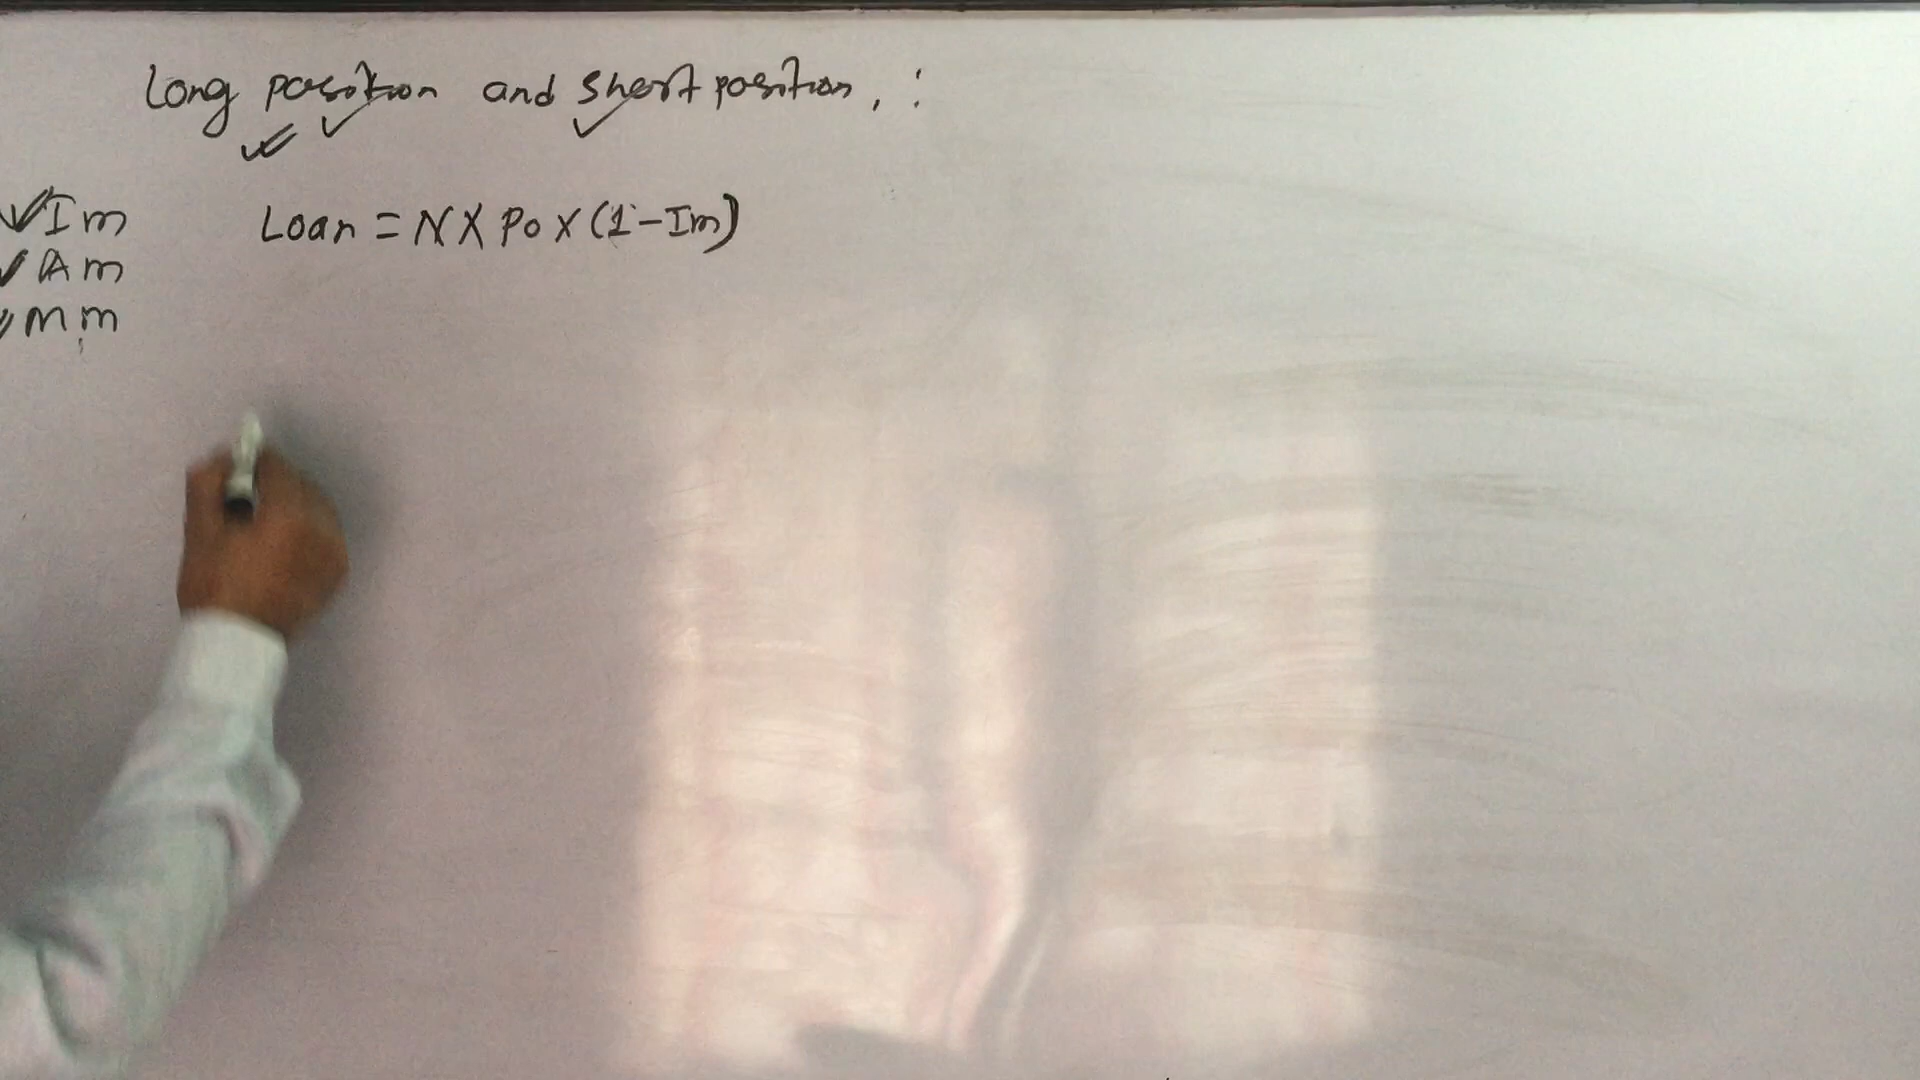 Long position and short position, :
Im
Loan = N X Po X (1-Im)
Am
mm